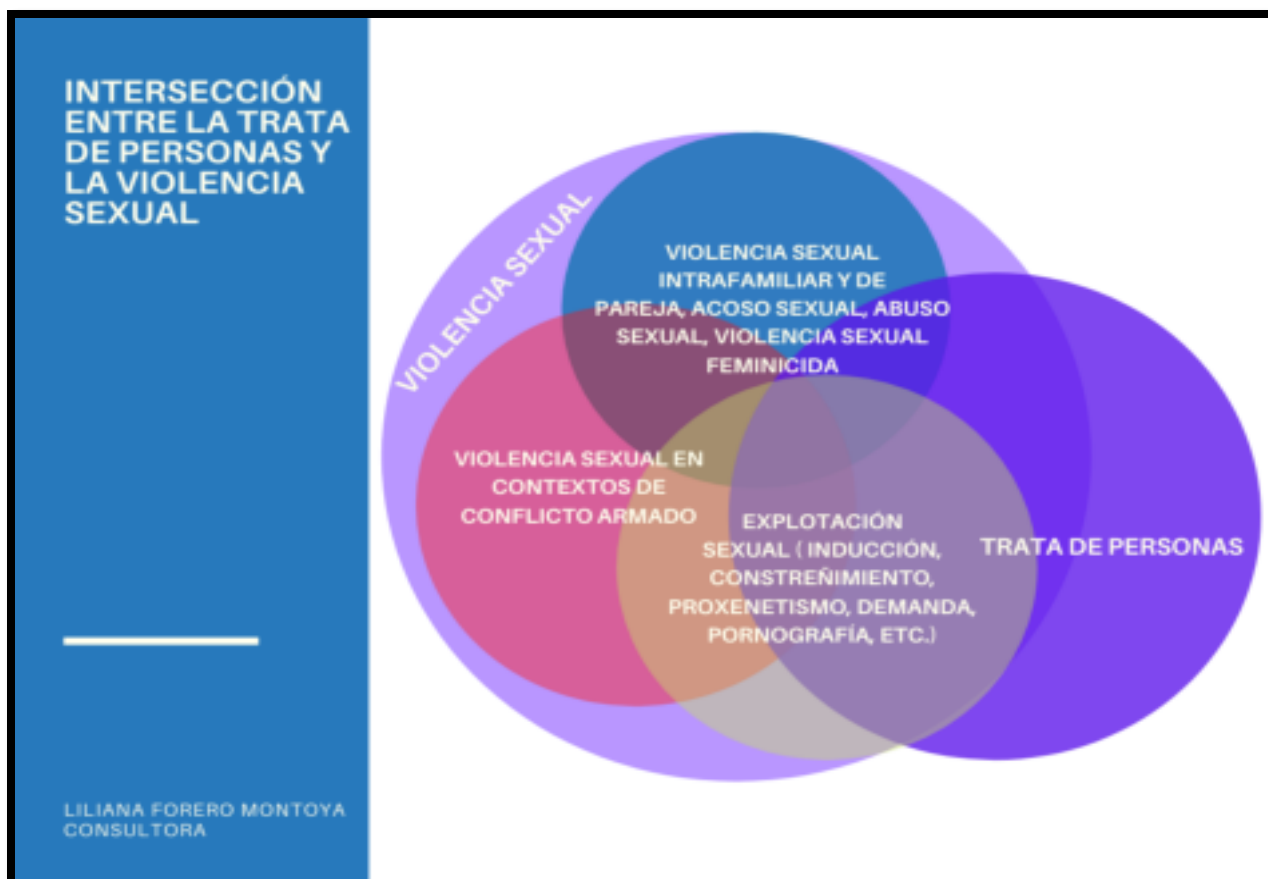 INTERSECCIÓN
ENTRE LA TRATA
DE PERSONAS Y
LA VIOLENCIA
SEXUAL
VIOLENCIA SEXUAL
VIOLENCIA SEXUAL
INTRAFAMILIAR Y DE
PAREJA, ACOSO SEXUAL, ABUSO
SEXUAL, VIOLENCIA SEXUAL
FEMINICIDA
VIOLENCIA SEXUAL EN
CONTEXTOS DE
CONFLICTO ARMADO
EXPLOTACIÓN
SEXUAL ( INDUCCIÓN,
CONSTREÑIMIENTO,
PROXENETISMO, DEMANDA,
PORNOGRAFÍA, ETC.)
TRATA DE PERSONAS
LILIANA FORERO MONTOYA
CONSULTORA